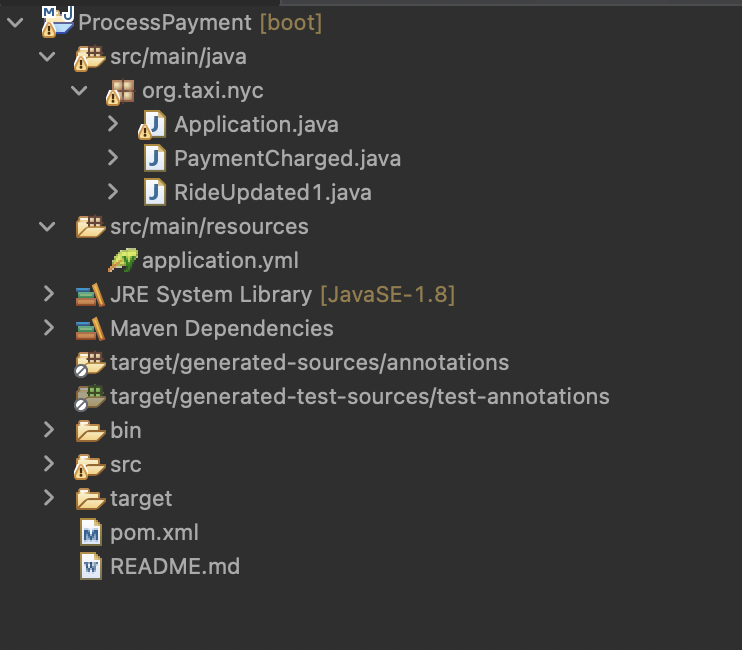 ProcessPayment [boot]
src/main/java
org.taxi.nyc
Application.java
PaymentCharged.java
RideUpdated1.java
src/main/resources
application.yml
JRE System Library [JavaSE-1.8]
Maven Dependencies
target/generated-sources/annotations
target/generated-test-sources/test-annotations
bin
src
target
pom.xml
README.md